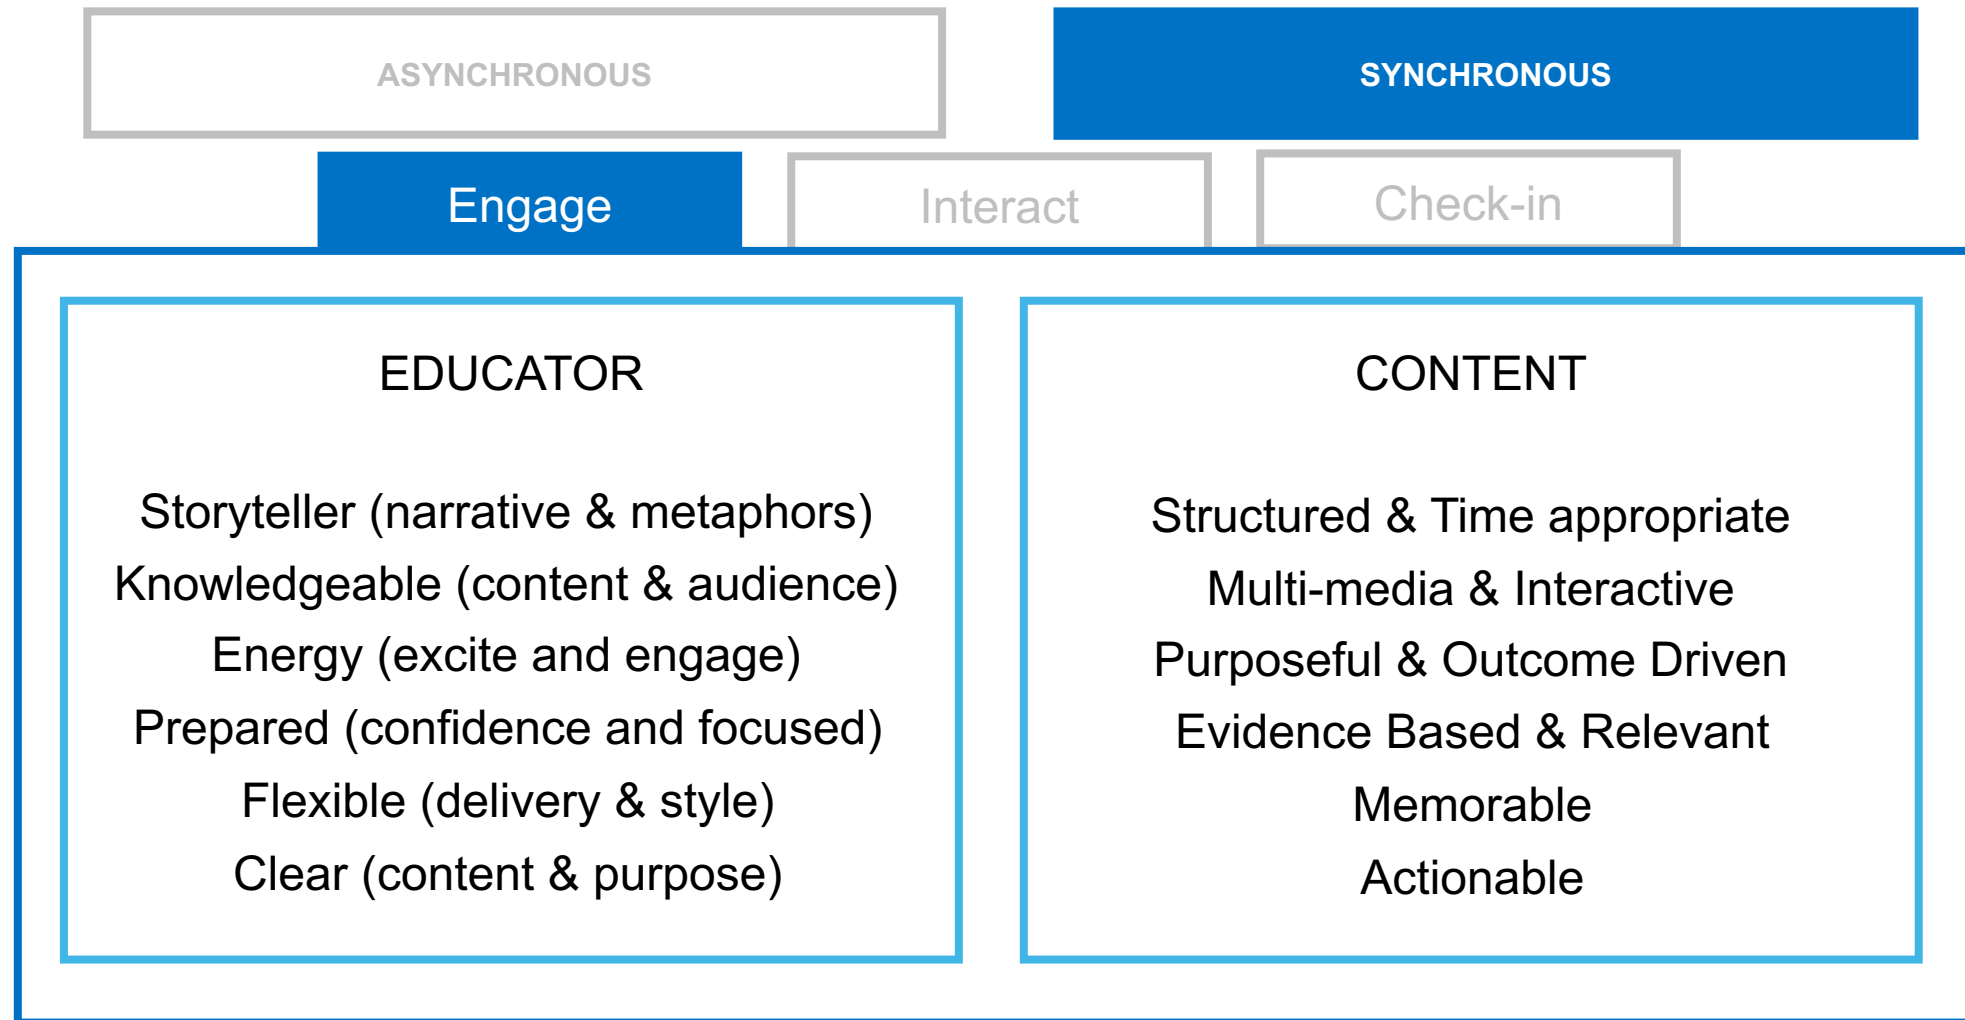 ASYNCHRONOUS
SYNCHRONOUS
Engage
Interact
Check-in
EDUCATOR
Storyteller (narrative & metaphors)
Knowledgeable (content & audience)
Energy (excite and engage)
Prepared (confidence and focused)
Flexible (delivery & style)
Clear (content & purpose)
CONTENT
Structured & Time appropriate
Multi-media & Interactive
Purposeful & Outcome Driven
Evidence Based & Relevant
Memorable
Actionable